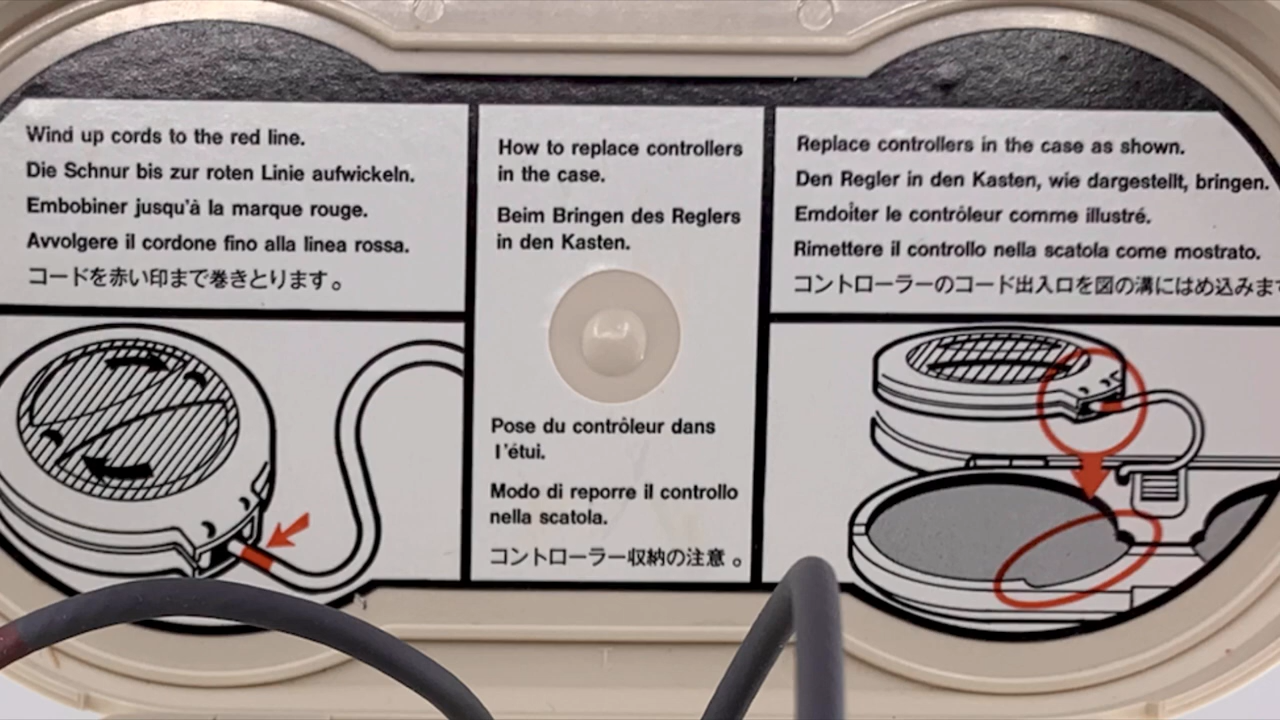 Wind up cords to the red line.
Die Schnur bis zur roten Linie aufwickeln.
Embobiner jusqu'à la marque rouge.
Avvolgere il cordone fino alla linea rossa.
コードを赤い印まで巻きとります。
How to replace controllers
in the case.
Beim Bringen des Reglers
in den Kasten.
Pose du contrôleur dans
l'étui.
Modo di reporre il controllo
nella scatola.
コントローラー収納の注意。
Replace controllers in the case as shown.
Den Regler in den Kasten, wie dargestellt, bringen.
Emdoiter le contrôleur comme illustré.
Rimettere il controllo nella scatola come mostrato.
コントローラーのコード出入口を図の溝にはめ込みま